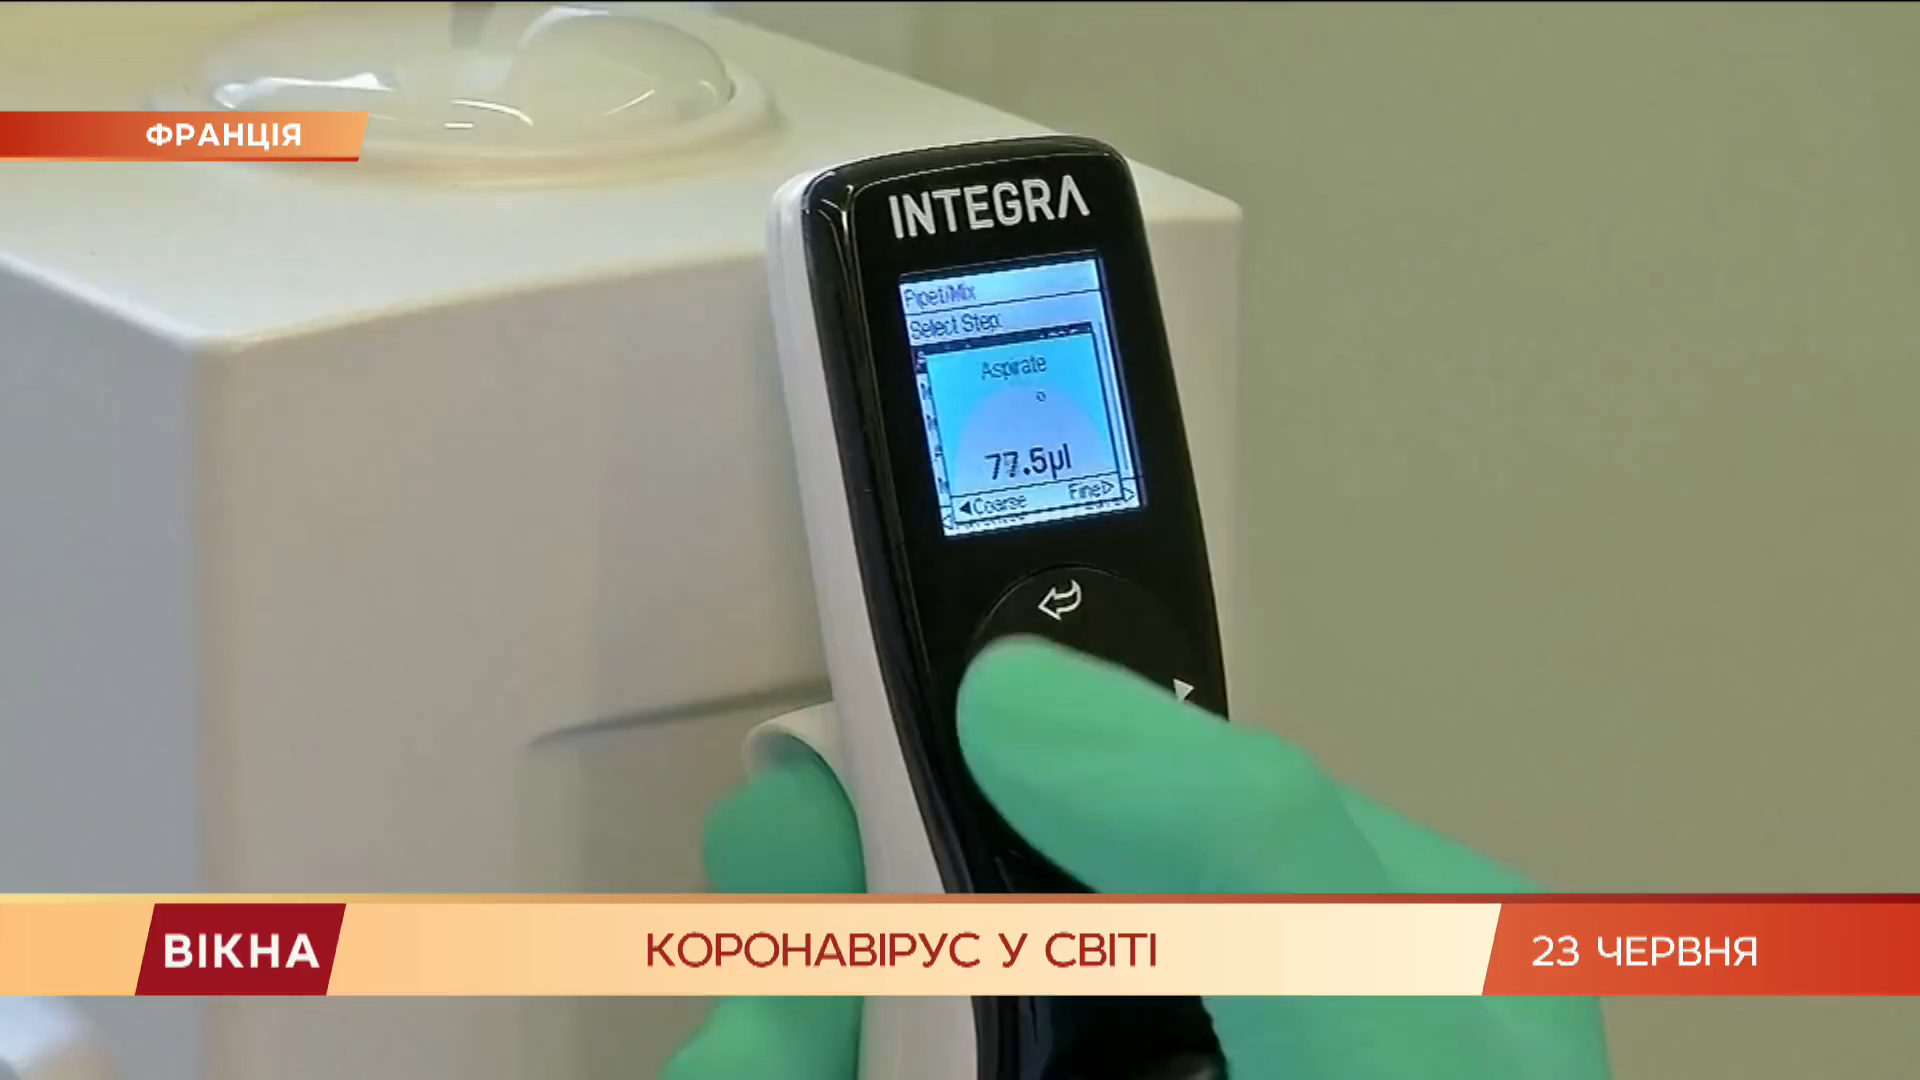 ФРАНЦІЯ
INTEGRA
Pipet/Mix
Select Step:
Aspirate
77.5µl
Coarse Fine
ВІКНА
КОРОНАВІРУС У СВІТІ
23 ЧЕРВНЯ